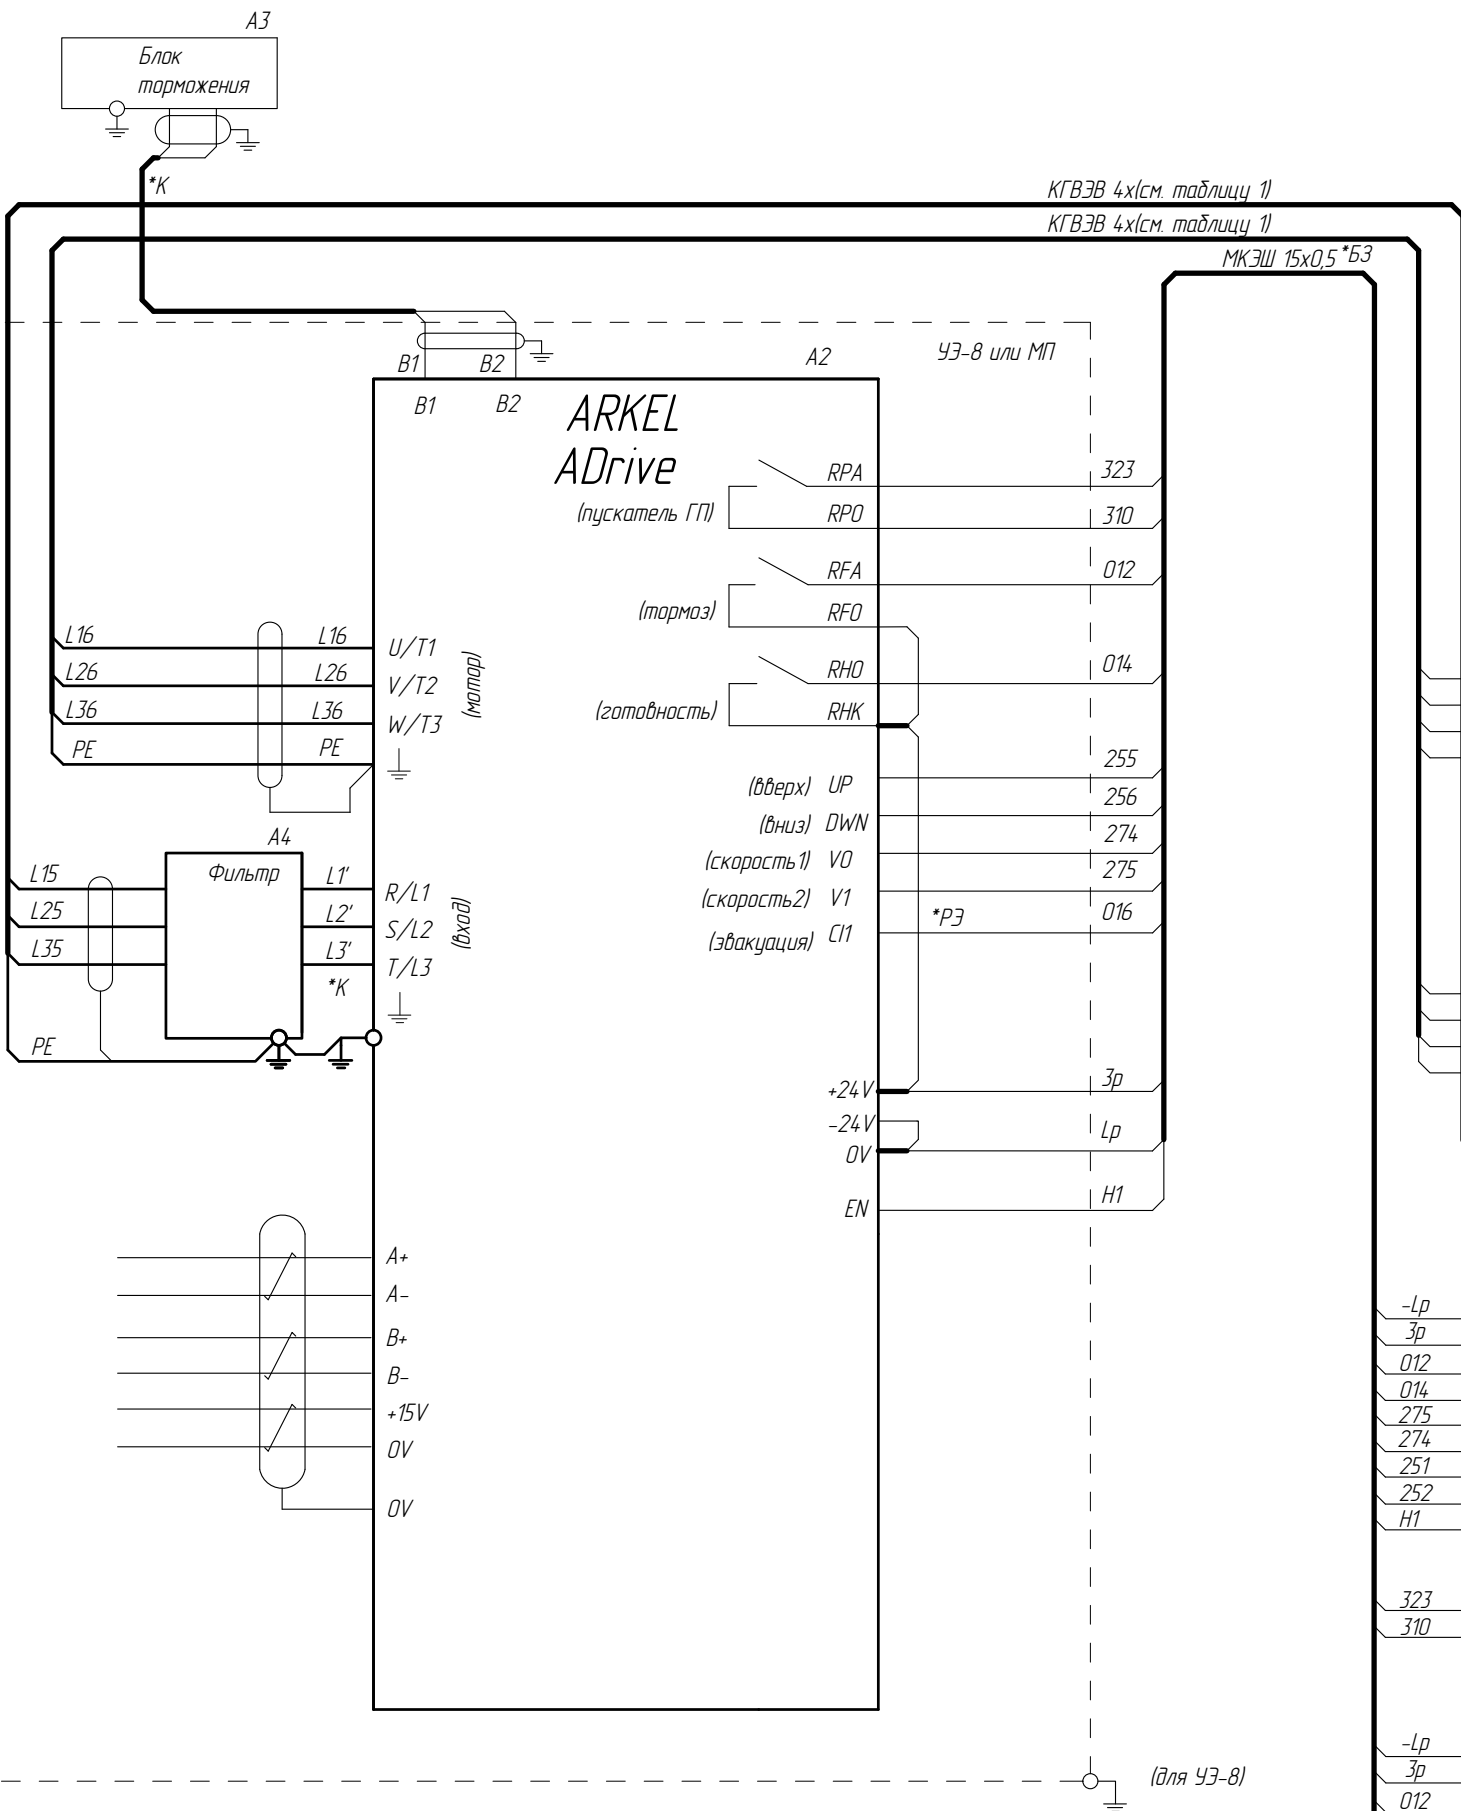 А3
Блок
торможения
*К
КГВЭВ 4х(см. таблицу 1)
КГВЭВ 4х(см. таблицу 1)
МКЭШ 15х0,5 *БЗ
УЭ-8 или МП
А2
B1 B2
B1 B2
ARKEL
ADrive
RPA 323
(пускатель ГП) RPO 310
RFA 012
(тормоз) RFO
RHO 014
(готовность) RHK
L16 L16 U/T1
L26 L26 V/T2
L36 L36 W/T3
(мотор)
PE PE
(вверх) UP 255
(вниз) DWN 256
(скорость1) V0 274
(скорость2) V1 275
(эвакуация) CI1 *РЭ 016
А4
Фильтр
L15 L1' R/L1
L25 L2' S/L2
L35 L3' T/L3
(вход)
*К
PE
+24V 3р
-24V
0V Lp
EN H1
A+
A-
B+
B-
+15V
0V
0V
-Lp
3р
012
014
275
274
251
252
H1
323
310
-Lp
3р
012
(для УЭ-8)